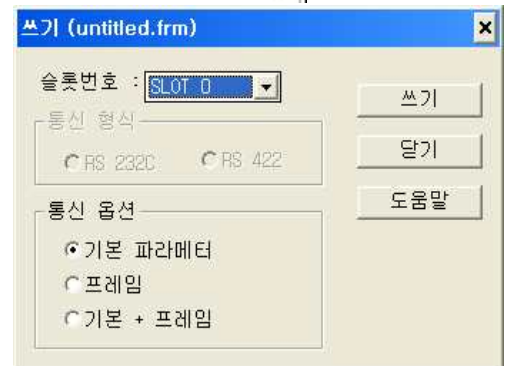 쓰기 (untitled.frm)
슬롯번호 : SLOT 0
쓰기
통신 형식
RS 232C RS 422
닫기
통신 옵션
도움말
기본 파라메터
프레임
기본 + 프레임